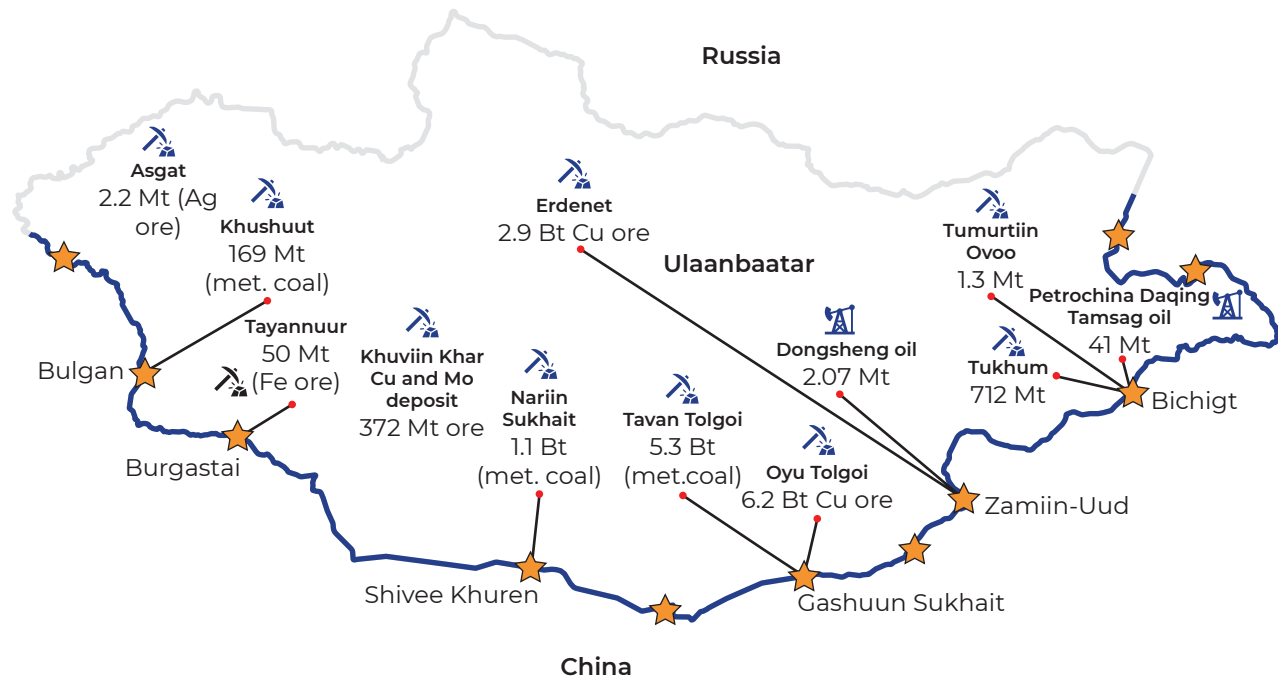 Russia
Asgat
2.2 Mt (Ag
ore)
Khushuut
169 Mt
(met. coal)
Erdenet
2.9 Bt Cu ore
Ulaanbaatar
Tumurtiin
Ovoo
1.3 Mt
Petrochina Daqing
Tamsag oil
41 Mt
Tayannuur
50 Mt
(Fe ore)
Khuviin Khar
Cu and Mo
deposit
372 Mt ore
Dongsheng oil
2.07 Mt
Tukhum
712 Mt
Bulgan
Nariin
Sukhait
1.1 Bt
(met. coal)
Tavan Tolgoi
5.3 Bt
(met.coal)
Bichigt
Burgastai
Oyu Tolgoi
6.2 Bt Cu ore
Zamiin-Uud
Shivee Khuren
Gashuun Sukhait
China